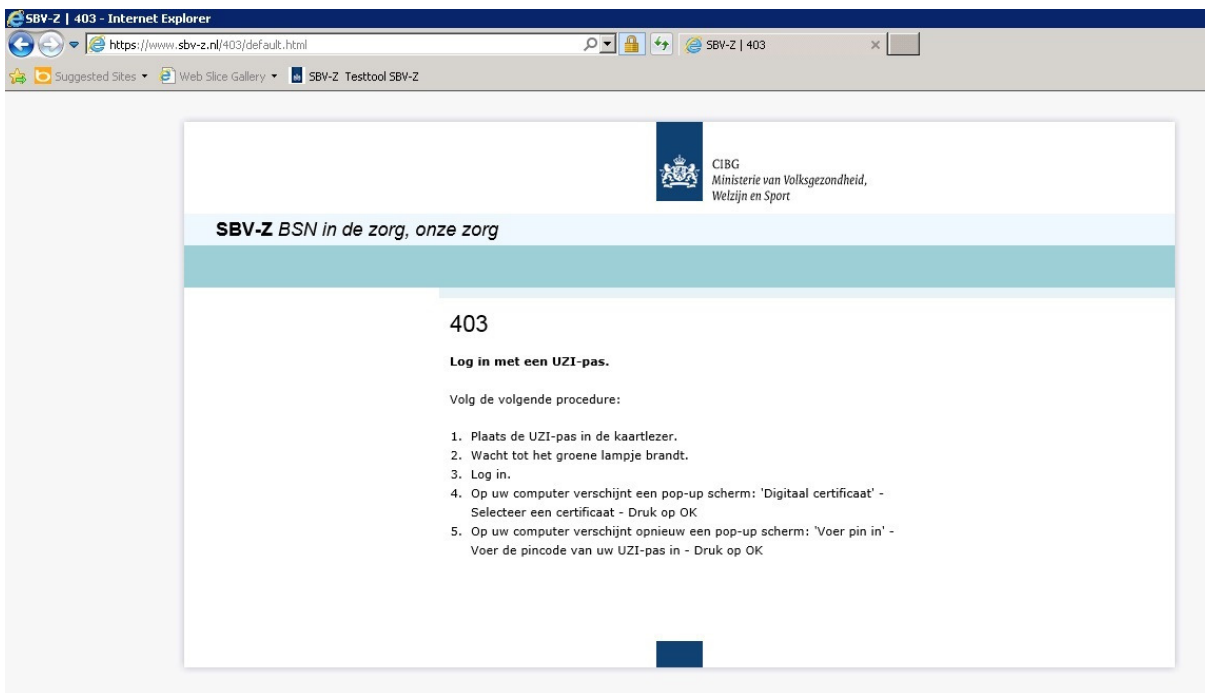 SBV-Z | 403 - Internet Explorer
https://www.sbv-z.nl/403/default.html
SBV-Z | 403
Suggested Sites
Web Slice Gallery
SBV-Z Testtool SBV-Z
CIBG
Ministerie van Volksgezondheid,
Welzijn en Sport
SBV-Z BSN in de zorg, onze zorg
403
Log in met een UZI-pas.
Volg de volgende procedure:
1. Plaats de UZI-pas in de kaartlezer.
2. Wacht tot het groene lampje brandt.
3. Log in.
4. Op uw computer verschijnt een pop-up scherm: 'Digitaal certificaat' -
Selecteer een certificaat - Druk op OK
5. Op uw computer verschijnt opnieuw een pop-up scherm: 'Voer pin in' -
Voer de pincode van uw UZI-pas in - Druk op OK